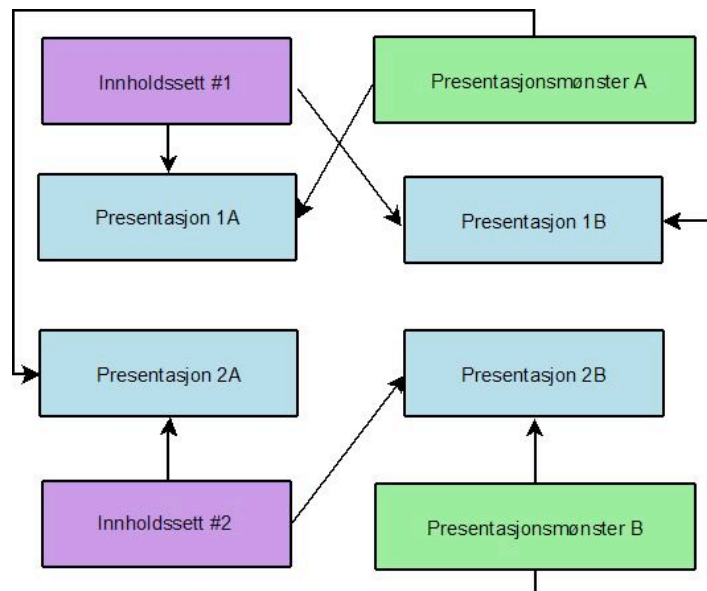 Innholdssett #1
Presentasjonsmønster A
Presentasjon 1A
Presentasjon 1B
Presentasjon 2A
Presentasjon 2B
Innholdssett #2
Presentasjonsmønster B